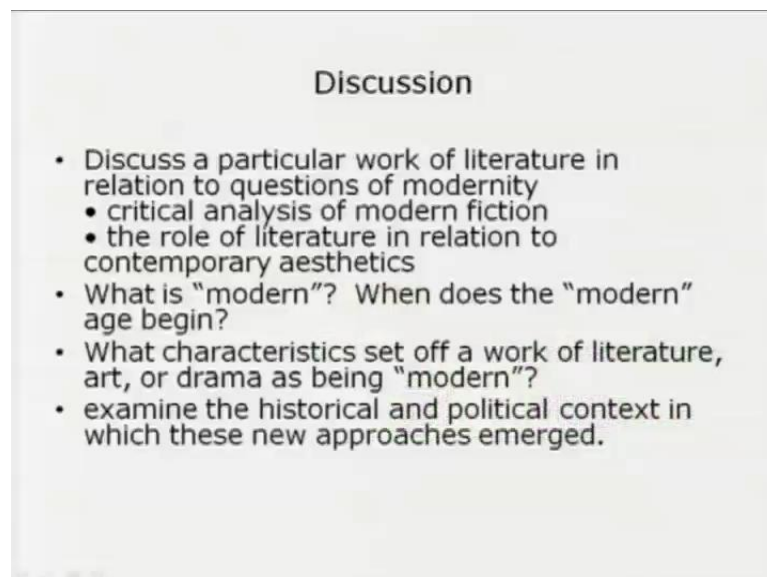 Discussion
• Discuss a particular work of literature in
relation to questions of modernity
• critical analysis of modern fiction
• the role of literature in relation to
contemporary aesthetics
• What is “modern”?  When does the “modern”
age begin?
• What characteristics set off a work of literature,
art, or drama as being “modern”?
• examine the historical and political context in
which these new approaches emerged.